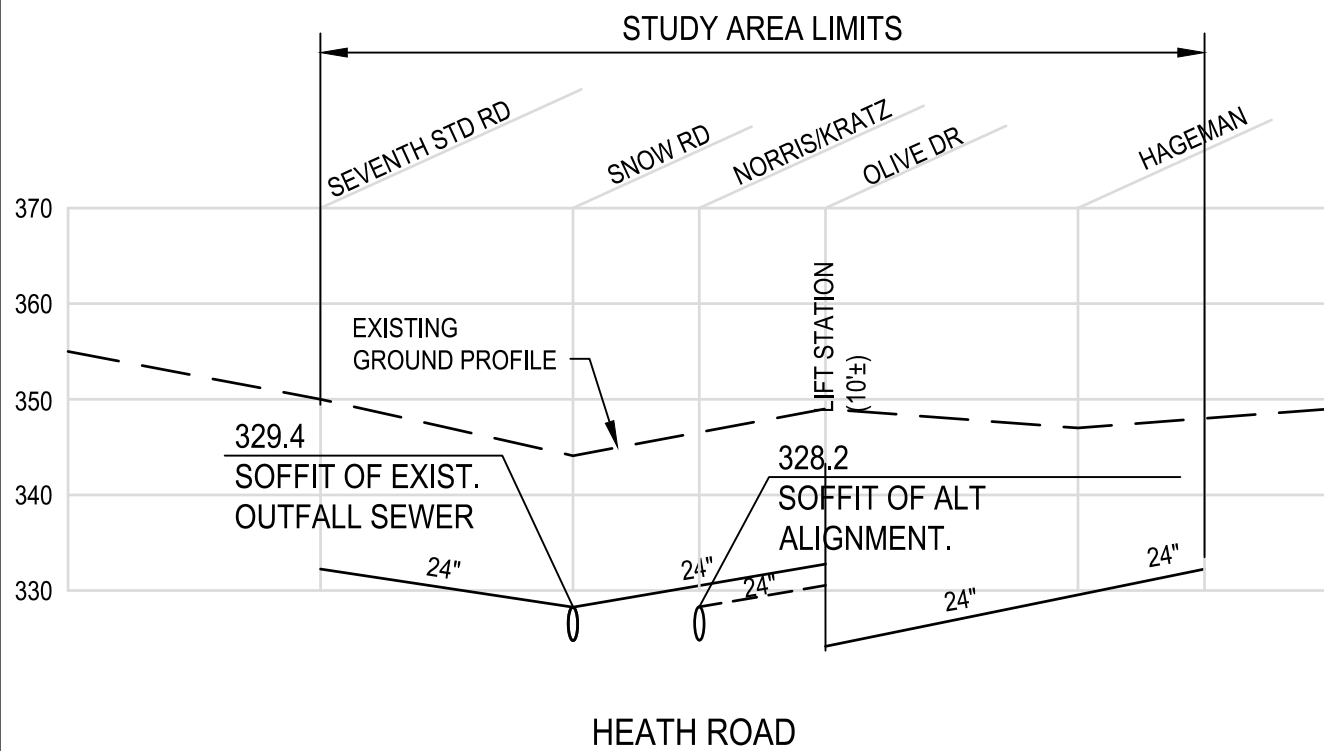 STUDY AREA LIMITS
SEVENTH STD RD
SNOW RD
NORRIS/KRATZ
OLIVE DR
HAGEMAN
370
360
350
340
330
EXISTING
GROUND PROFILE
LIFT STATION
(10'±)
329.4
SOFFIT OF EXIST.
OUTFALL SEWER
328.2
SOFFIT OF ALT
ALIGNMENT.
24"
24"
24"
24"
24"
HEATH ROAD